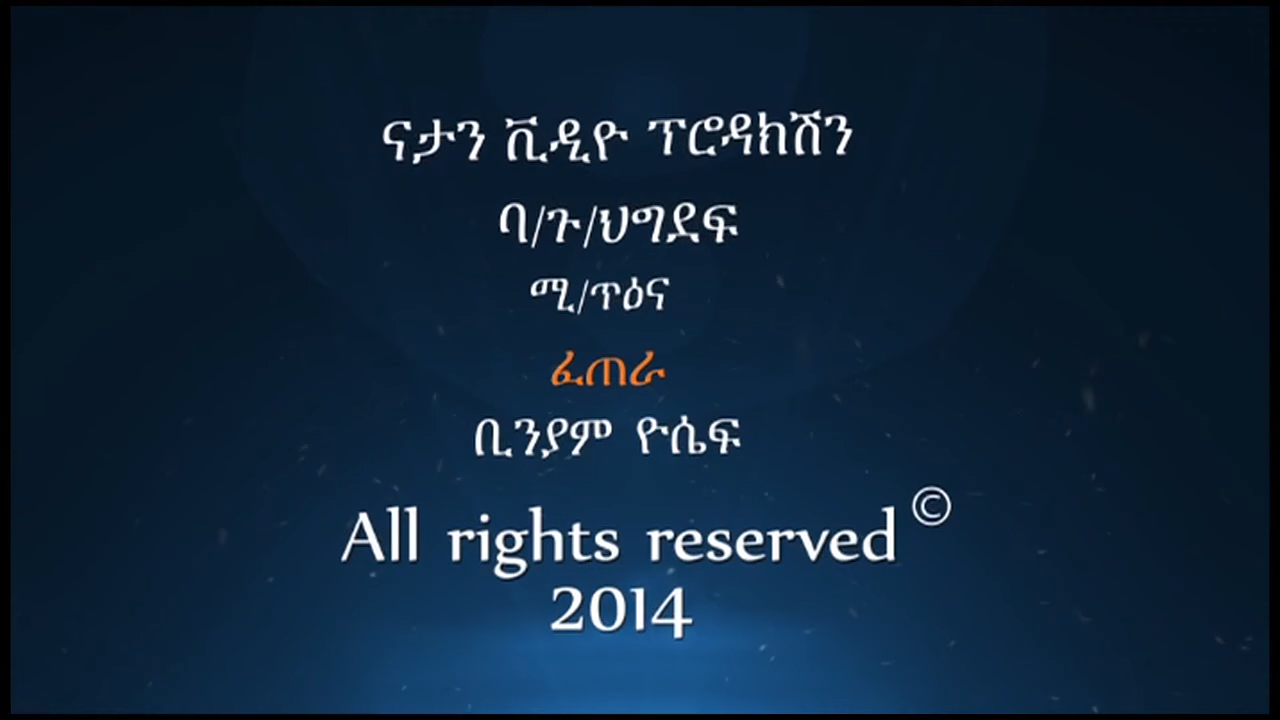 ናታን ቪዲዮ ፕሮዳክሽን
ባ/ጉ/ህግደፍ
ሚ/ጥዕና
ፈጠራ
ቢንያም ዮሴፍ
All rights reserved ©
2014